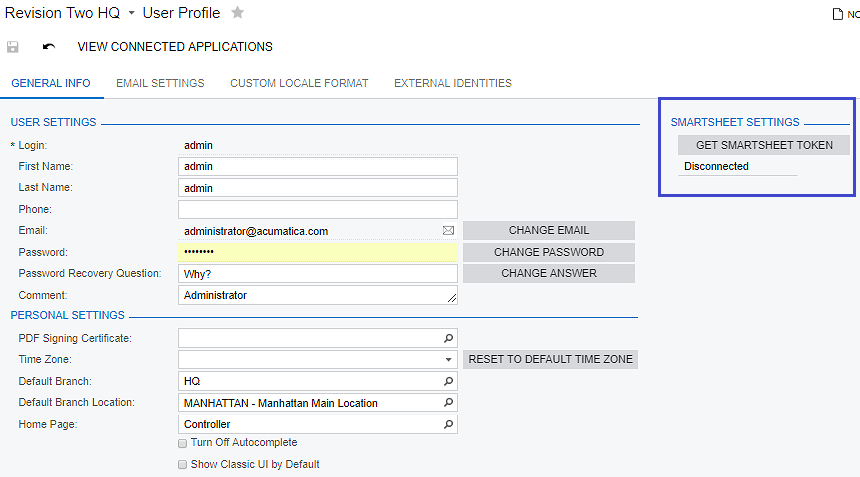 Revision Two HQ User Profile NO
VIEW CONNECTED APPLICATIONS
GENERAL INFO EMAIL SETTINGS CUSTOM LOCALE FORMAT EXTERNAL IDENTITIES
USER SETTINGS
* Login: admin
First Name: admin
Last Name: admin
Phone:
Email: administrator@acumatica.com CHANGE EMAIL
Password: •••••••• CHANGE PASSWORD
Password Recovery Question: Why? CHANGE ANSWER
Comment: Administrator
PERSONAL SETTINGS
PDF Signing Certificate:
Time Zone: RESET TO DEFAULT TIME ZONE
Default Branch: HQ
Default Branch Location: MANHATTAN - Manhattan Main Location
Home Page: Controller
Turn Off Autocomplete
Show Classic UI by Default
SMARTSHEET SETTINGS
GET SMARTSHEET TOKEN
Disconnected